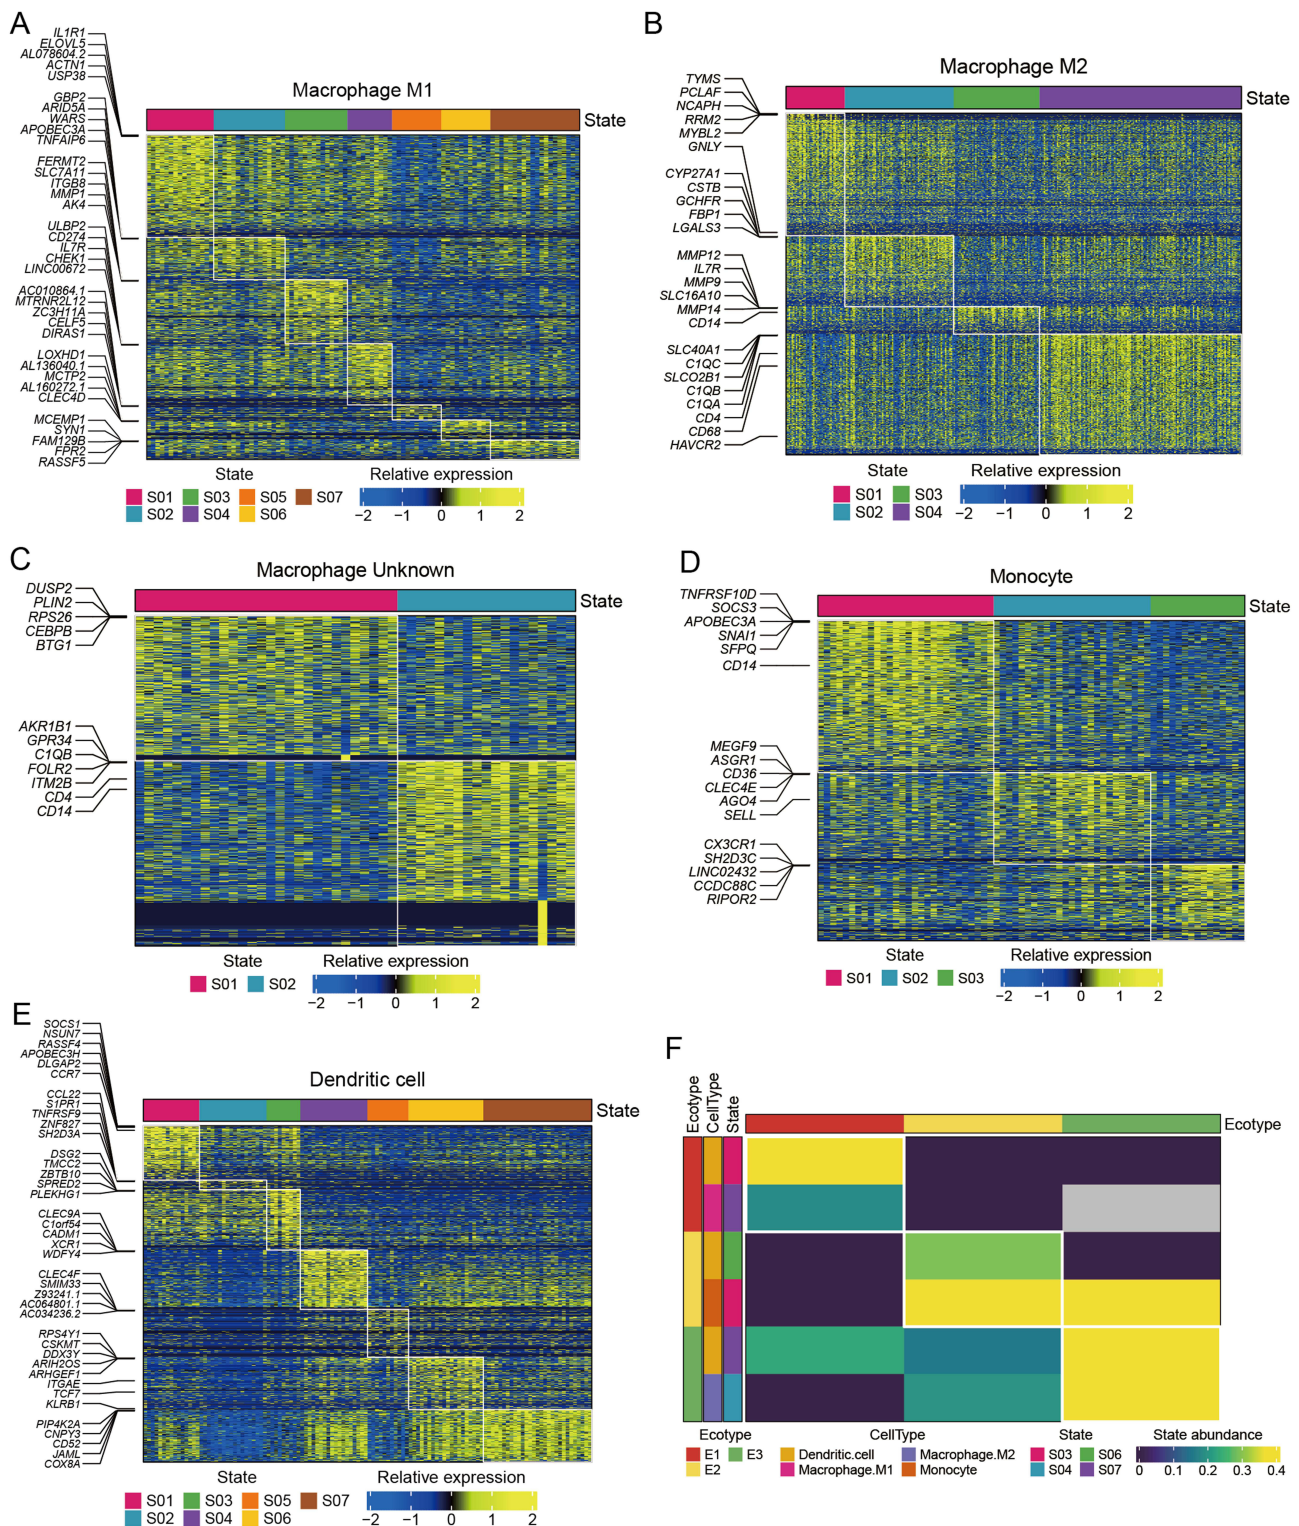 A
IL1R1
ELOVL5
AL078604.2
ACTN1
USP38
GBP2
ARID5A
WARS
APOBEC3A
TNFAIP6
FERMT2
SLC7A11
ITGB8
MMP1
AK4
ULBP2
CD274
IL7R
CHEK1
LINC00672
AC010864.1
MTRNR2L12
ZC3H11A
CELF5
DIRAS1
LOXHD1
AL136040.1
MCTP2
AL160272.1
CLEC4D
MCEMP1
SYN1
FAM129B
FPR2
RASSF5
Macrophage M1
State
State
S01 S03 S05 S07
S02 S04 S06
Relative expression
−2 −1 0 1 2
B
TYMS
PCLAF
NCAPH
RRM2
MYBL2
GNLY
CYP27A1
CSTB
GCHFR
FBP1
LGALS3
MMP12
IL7R
MMP9
SLC16A10
MMP14
CD14
SLC40A1
C1QC
SLCO2B1
C1QB
C1QA
CD4
CD68
HAVCR2
Macrophage M2
State
State
S01 S03
S02 S04
Relative expression
−2 −1 0 1 2
C
DUSP2
PLIN2
RPS26
CEBPB
BTG1
AKR1B1
GPR34
C1QB
FOLR2
ITM2B
CD4
CD14
Macrophage Unknown
State
State
S01 S02
Relative expression
−2 −1 0 1 2
D
TNFRSF10D
SOCS3
APOBEC3A
SNAI1
SFPQ
CD14
MEGF9
ASGR1
CD36
CLEC4E
AGO4
SELL
CX3CR1
SH2D3C
LINC02432
CCDC88C
RIPOR2
Monocyte
State
State
S01 S02 S03
Relative expression
−2 −1 0 1 2
E
SOCS1
NSUN7
RASSF4
APOBEC3H
DLGAP2
CCR7
CCL22
S1PR1
TNFRSF9
ZNF827
SH2D3A
DSG2
TMCC2
ZBTB10
SPRED2
PLEKHG1
CLEC9A
C1orf54
CADM1
XCR1
WDFY4
CLEC4F
SMIM33
Z93241.1
AC064801.1
AC034236.2
RPS4Y1
CSKMT
DDX3Y
ARIH2OS
ARHGEF1
ITGAE
TCF7
KLRB1
PIP4K2A
CNPY3
CD52
JAML
COX8A
Dendritic cell
State
State
S01 S03 S05 S07
S02 S04 S06
Relative expression
−2 −1 0 1 2
F
Ecotype
CellType
State
Ecotype
Ecotype
E1 E3
E2
CellType
Dendritic.cell Macrophage.M2
Macrophage.M1 Monocyte
State
S03 S06
S04 S07
State abundance
0 0.1 0.2 0.3 0.4